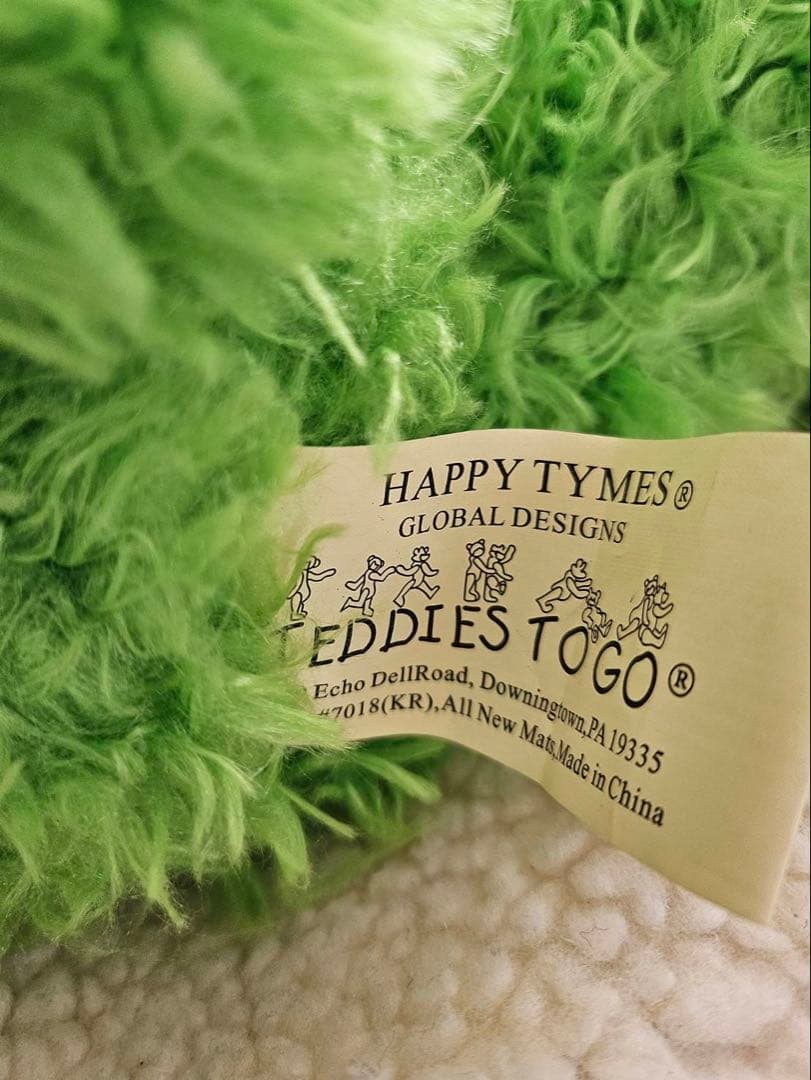 HAPPY TYMES®
GLOBAL DESIGNS
TEDDIES TO GO®
Echo DellRoad, Downingtown,PA 19335
#7018(KR),All New Mats,Made in China